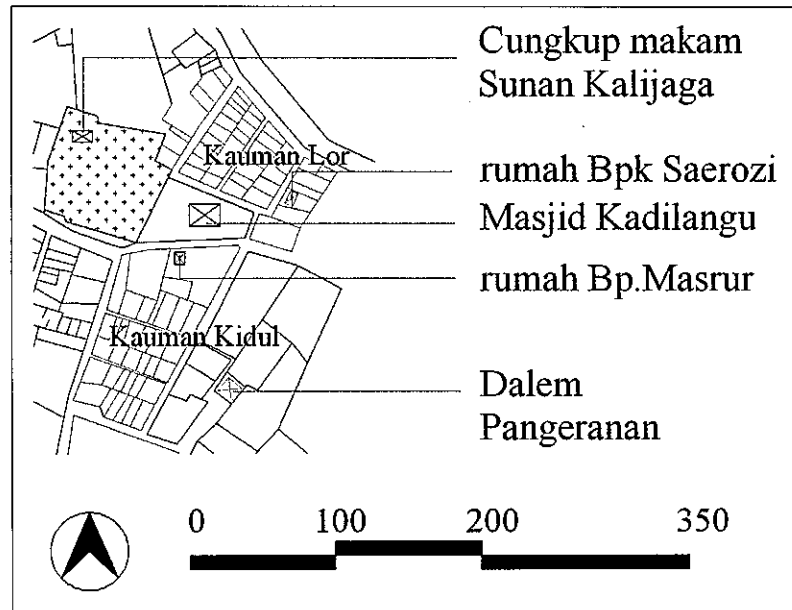 Cungkup makam
Sunan Kalijaga
Kauman Lor
rumah Bpk Saerozi
Masjid Kadilangu
rumah Bp.Masrur
Kauman Kidul
Dalem
Pangeranan
0 100 200 350